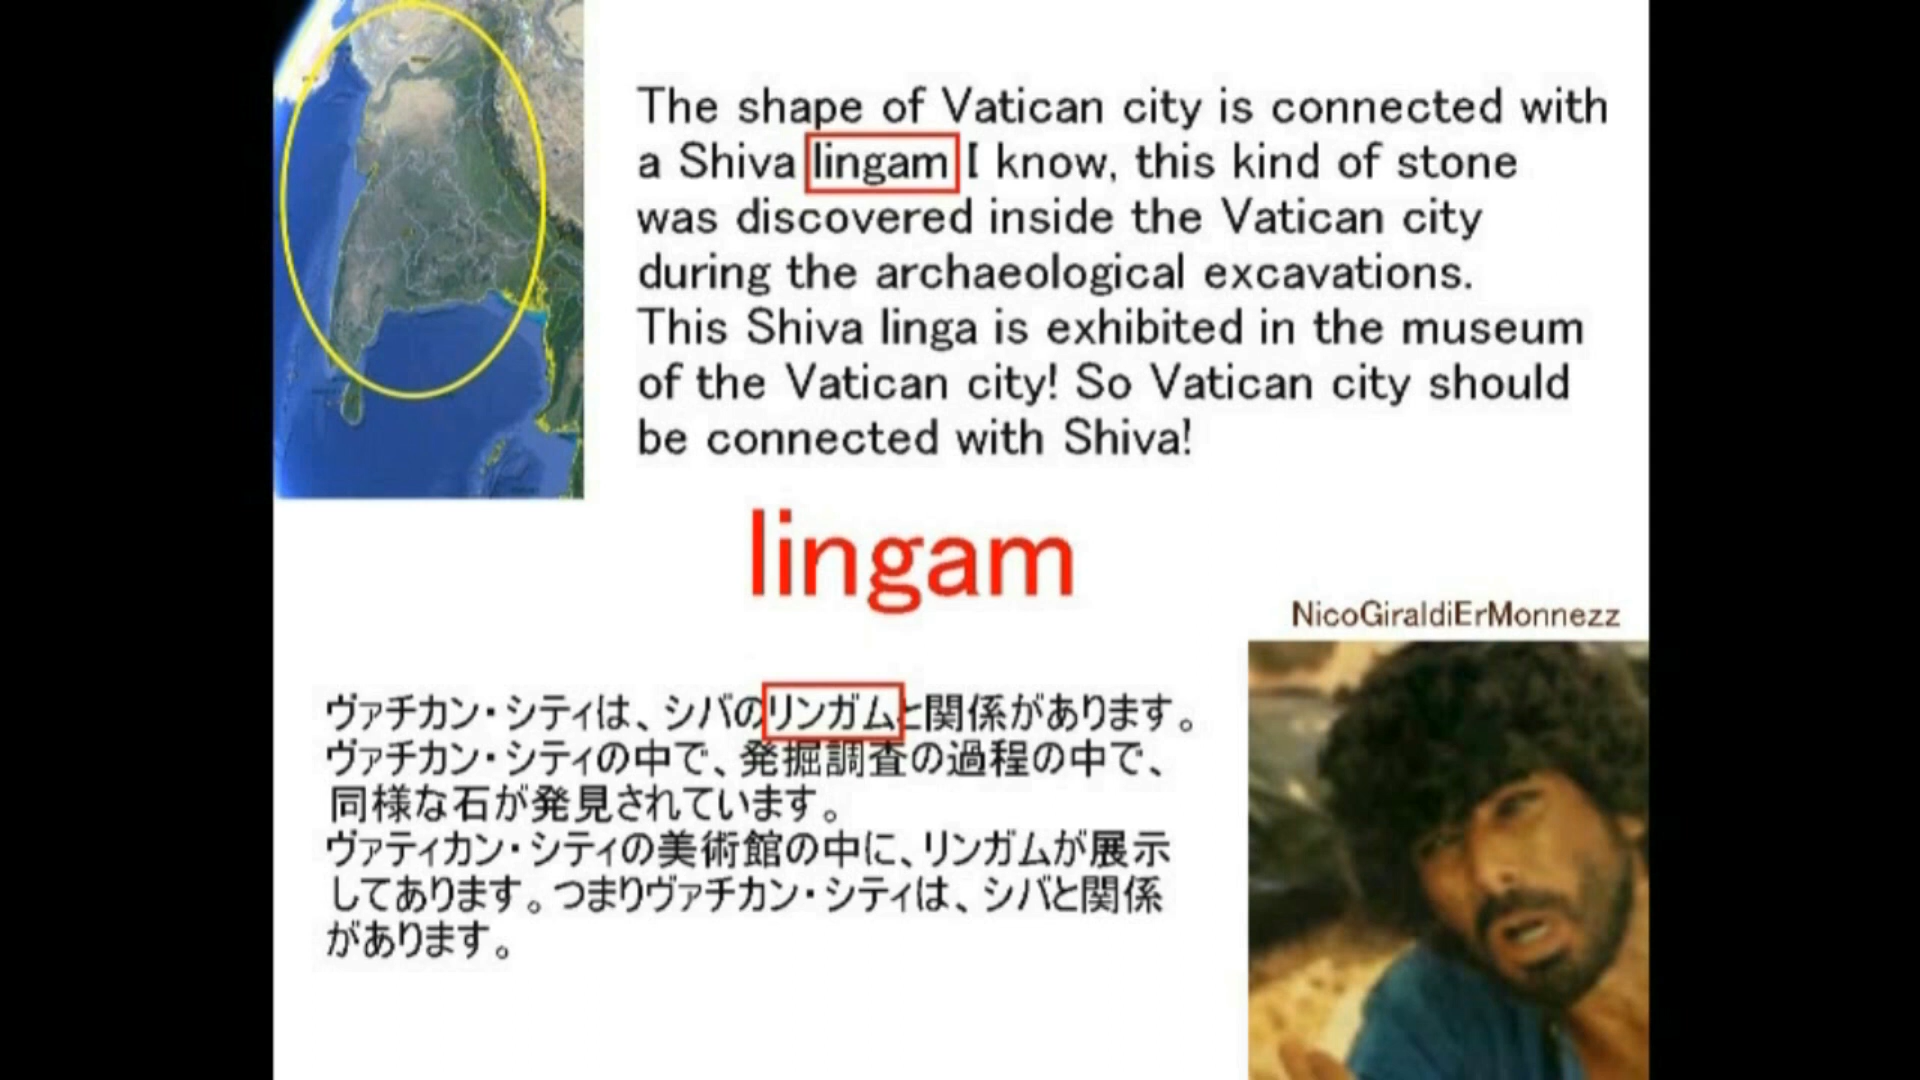 The shape of Vatican city is connected with
a Shiva lingam I know, this kind of stone
was discovered inside the Vatican city
during the archaeological excavations.
This Shiva linga is exhibited in the museum
of the Vatican city! So Vatican city should
be connected with Shiva!
lingam
NicoGiraldiErMonnezz
ヴァチカン・シティは、シバのリンガムと関係があります。
ヴァチカン・シティの中で、発掘調査の過程の中で、
同様な石が発見されています。
ヴァティカン・シティの美術館の中に、リンガムが展示
してあります。つまりヴァチカン・シティは、シバと関係
があります。